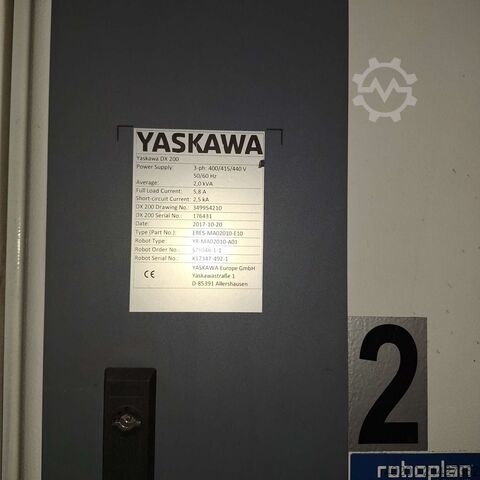 YASKAWA
Yaskawa DX 200
Power Supply: 3-ph: 400/415/440 V
50/60 Hz
Average: 2,0 kVA
Full Load Current: 5,8 A
Short-circuit Current: 2,5 kA
DX 200 Drawing No.: 349954210
DX 200 Serial No.: 176431
Date: 2017-10-20
Type (Part No.): ERES-MA02010-E10
Robot Type: YR-MA02010-A01
Robot Order No.:
Robot Serial No.: K17347-492-1
YASKAWA Europe GmbH
Yaskawastraße 1
D-85391 Allershausen
CE
2
roboplan